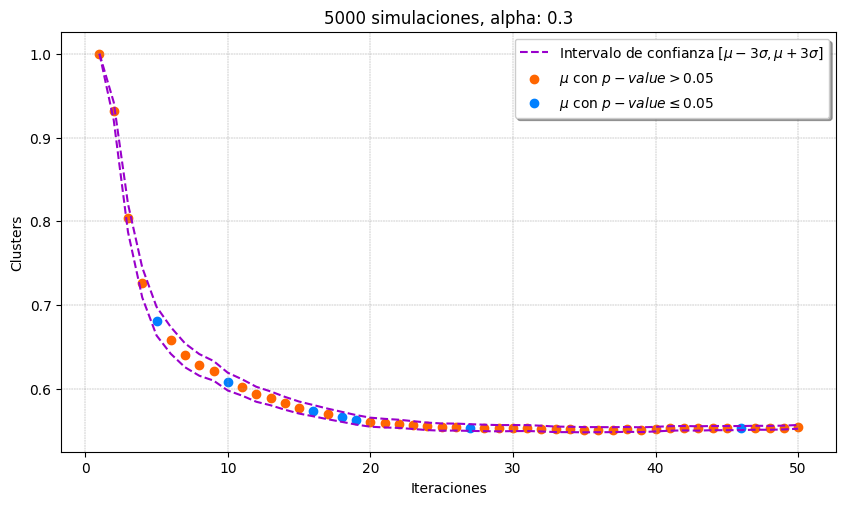 5000 simulaciones, alpha: 0.3
Intervalo de confianza [μ − 3σ, μ + 3σ]
μ con p − value > 0.05
μ con p − value ≤ 0.05
Clusters
1.0
0.9
0.8
0.7
0.6
0 10 20 30 40 50
Iteraciones